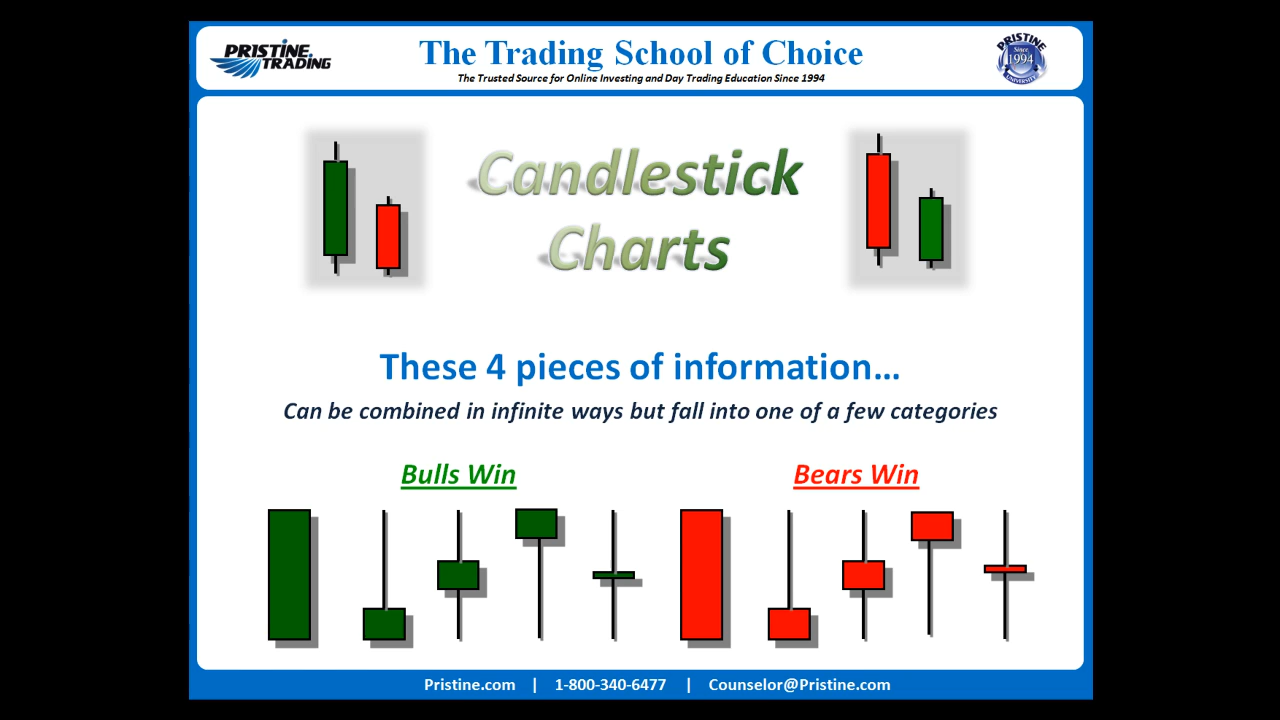 PRISTINE.
TRADING
The Trading School of Choice
The Trusted Source for Online Investing and Day Trading Education Since 1994
PRISTINE
Since
1994
UNIVERSITY
Candlestick
Charts
These 4 pieces of information…
Can be combined in infinite ways but fall into one of a few categories
Bulls Win
Bears Win
Pristine.com | 1-800-340-6477 | Counselor@Pristine.com